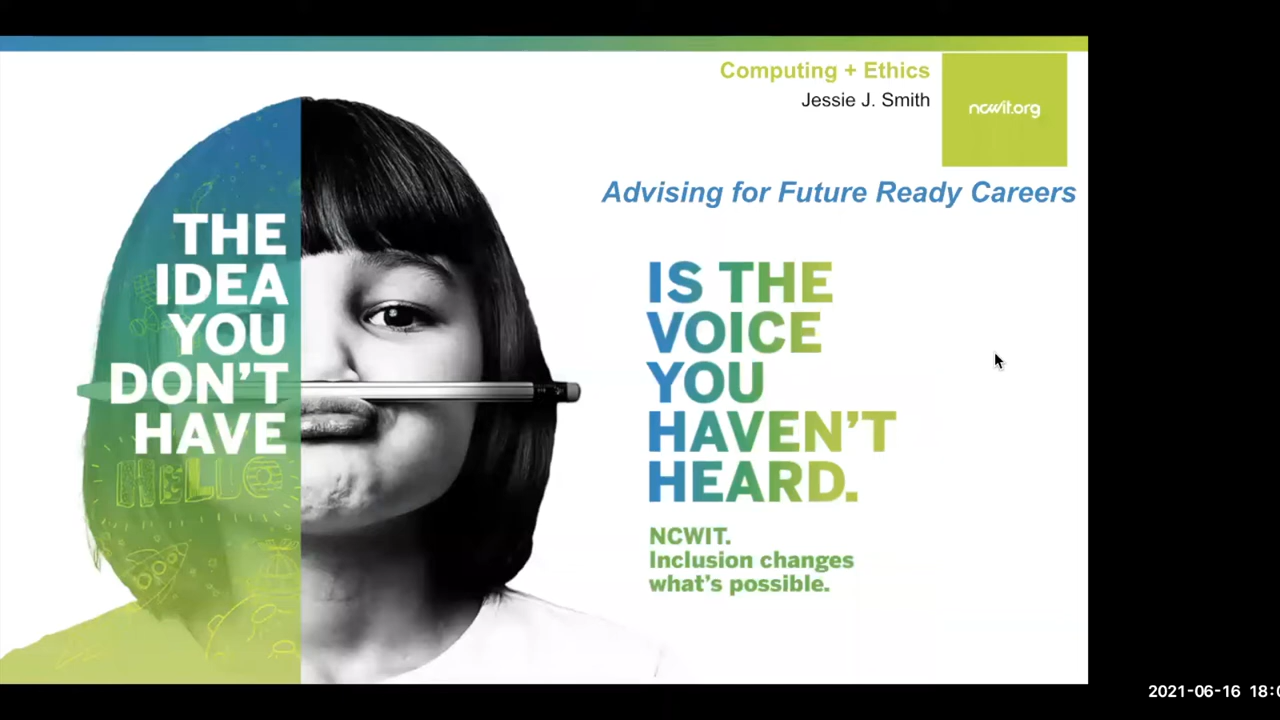 Computing + Ethics
Jessie J. Smith
ncwit.org
Advising for Future Ready Careers
THE
IDEA
YOU
DON'T
HAVE
HELLO
IS THE
VOICE
YOU
HAVEN'T
HEARD.
NCWIT.
Inclusion changes
what's possible.
2021-06-16 18:0